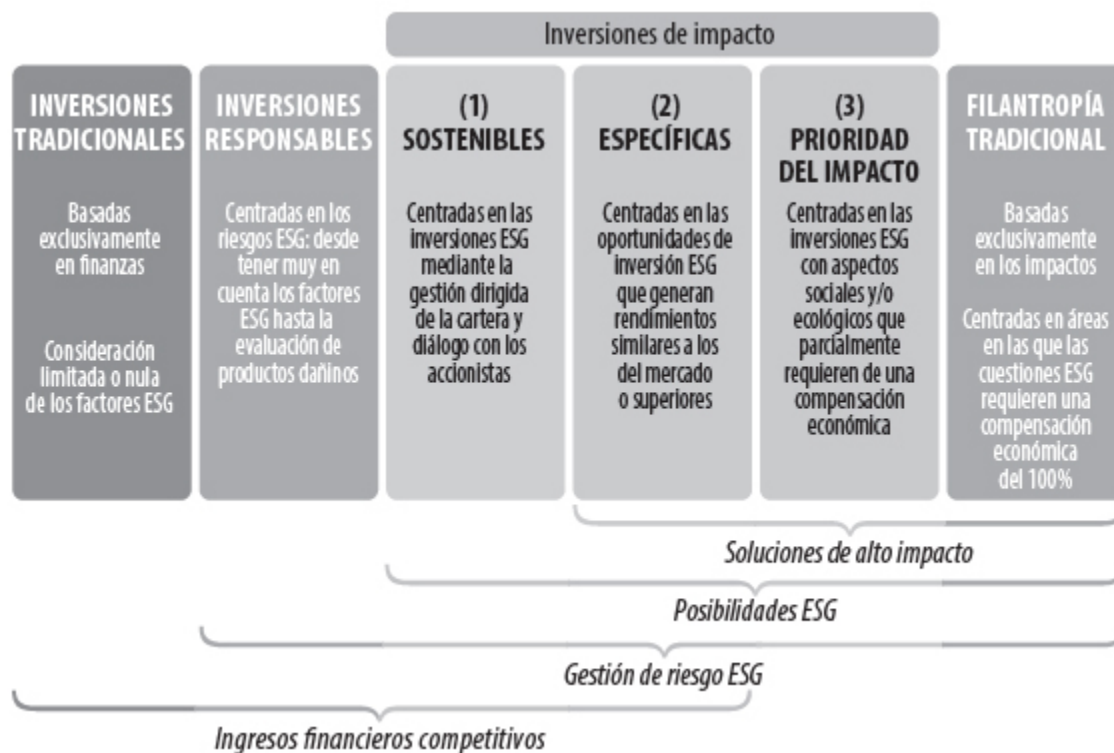 Inversiones de impacto
INVERSIONES
TRADICIONALES
Basadas
exclusivamente
en finanzas
Consideración
limitada o nula
de los factores ESG
INVERSIONES
RESPONSABLES
Centradas en los
riesgos ESG: desde
tener muy en
cuenta los factores
ESG hasta la
evaluación de
productos dañinos
(1)
SOSTENIBLES
Centradas en las
inversiones ESG
mediante la
gestión dirigida
de la cartera y
diálogo con los
accionistas
(2)
ESPECÍFICAS
Centradas en las
oportunidades de
inversión ESG
que generan
rendimientos
similares a los
del mercado
o superiores
(3)
PRIORIDAD
DEL IMPACTO
Centradas en las
inversiones ESG
con aspectos
sociales y/o
ecológicos que
parcialmente
requieren de una
compensación
económica
FILANTROPÍA
TRADICIONAL
Basadas
exclusivamente
en los impactos
Centradas en áreas
en las que las
cuestiones ESG
requieren una
compensación
económica
del 100%
Soluciones de alto impacto
Posibilidades ESG
Gestión de riesgo ESG
Ingresos financieros competitivos